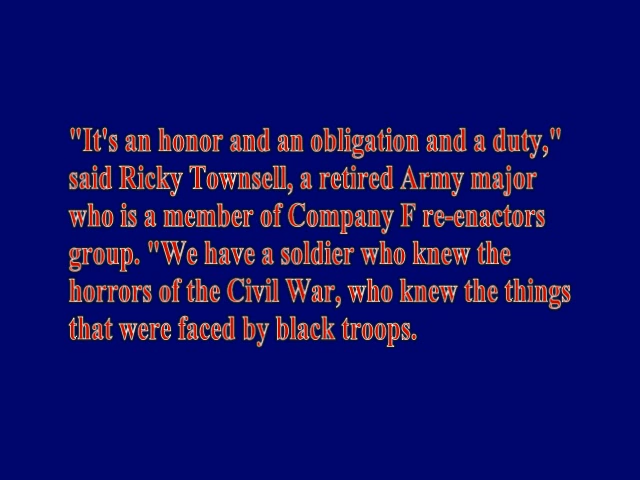 "It's an honor and an obligation and a duty,"
said Ricky Townsell, a retired Army major
who is a member of Company F re-enactors
group. "We have a soldier who knew the
horrors of the Civil War, who knew the things
that were faced by black troops.